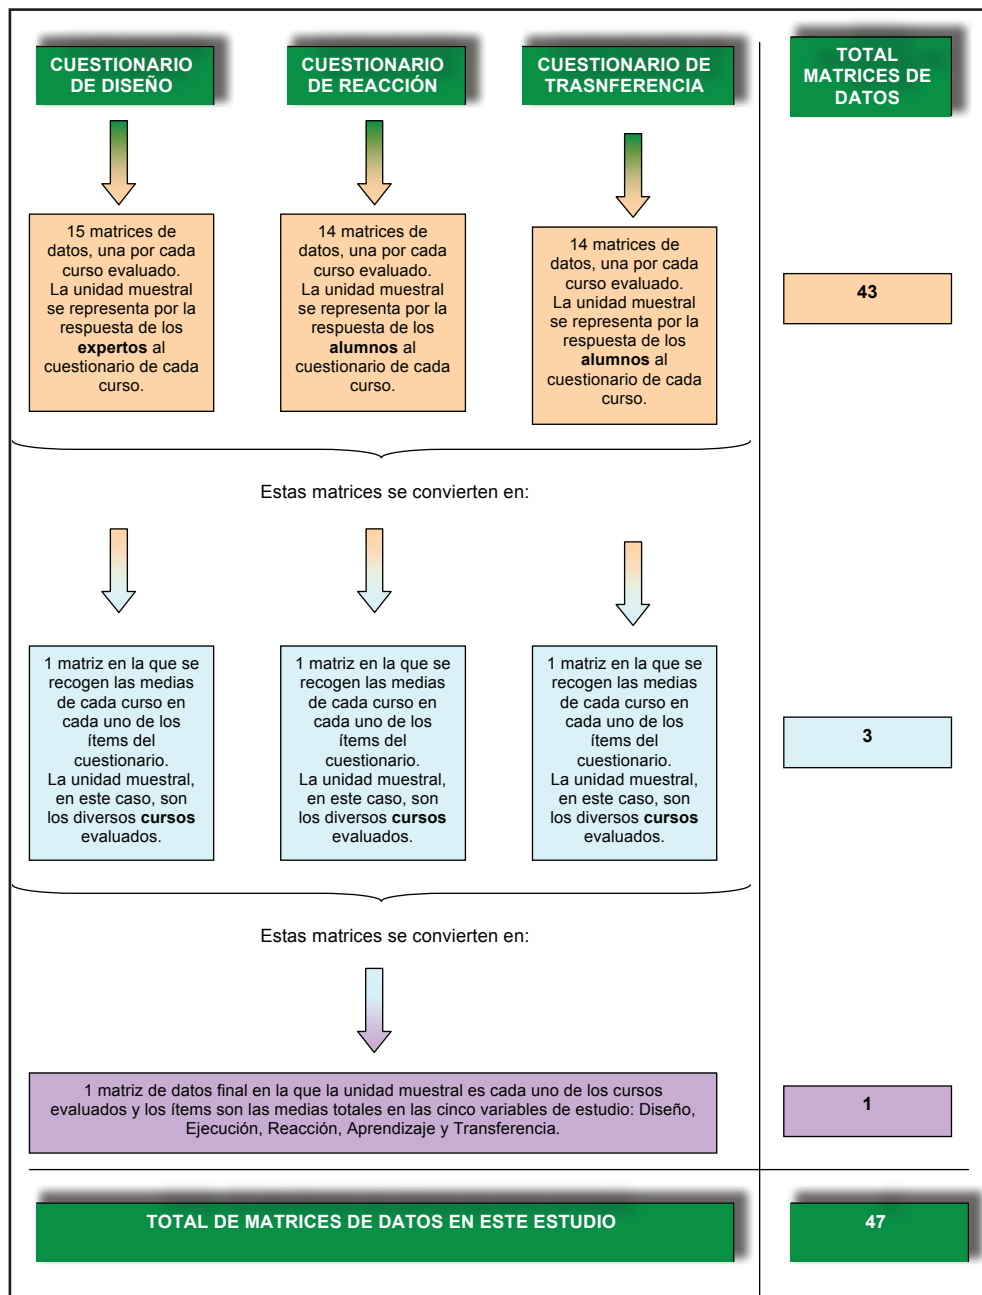 CUESTIONARIO
DE DISEÑO
CUESTIONARIO
DE REACCIÓN
CUESTIONARIO DE
TRASNFERENCIA
TOTAL
MATRICES DE
DATOS
15 matrices de
datos, una por cada
curso evaluado.
La unidad muestral
se representa por la
respuesta de los
expertos al
cuestionario de cada
curso.
14 matrices de
datos, una por cada
curso evaluado.
La unidad muestral
se representa por la
respuesta de los
alumnos al
cuestionario de cada
curso.
14 matrices de
datos, una por cada
curso evaluado.
La unidad muestral
se representa por la
respuesta de los
alumnos al
cuestionario de cada
curso.
43
Estas matrices se convierten en:
1 matriz en la que se
recogen las medias
de cada curso en
cada uno de los
ítems del
cuestionario.
La unidad muestral,
en este caso, son
los diversos cursos
evaluados.
1 matriz en la que se
recogen las medias
de cada curso en
cada uno de los
ítems del
cuestionario.
La unidad muestral,
en este caso, son
los diversos cursos
evaluados.
1 matriz en la que se
recogen las medias
de cada curso en
cada uno de los
ítems del
cuestionario.
La unidad muestral,
en este caso, son
los diversos cursos
evaluados.
3
Estas matrices se convierten en:
1 matriz de datos final en la que la unidad muestral es cada uno de los cursos
evaluados y los ítems son las medias totales en las cinco variables de estudio: Diseño,
Ejecución, Reacción, Aprendizaje y Transferencia.
1
TOTAL DE MATRICES DE DATOS EN ESTE ESTUDIO
47